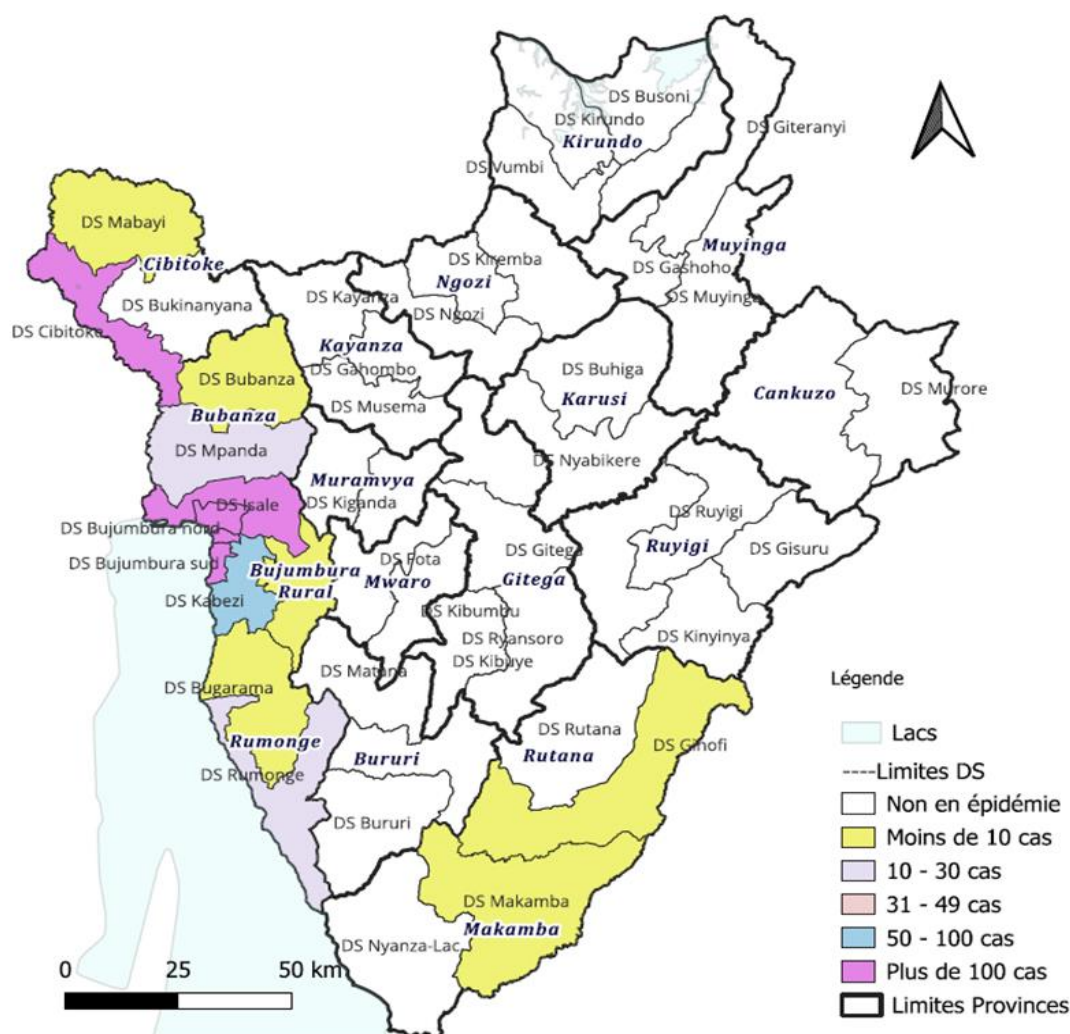 DS Busoni
DS Kirundo
Kirundo
DS Giteranyi
DS Vumbi
DS Mabayi
Cibitoke
DS Kiremba
Muyinga
DS Gashoho
Ngozi
DS Bukinanyana
DS Kayanza
DS Muyinga
DS Ngozi
DS Cibitoke
Kayanza
DS Gahombo
DS Buhiga
DS Bubanza
Karusi
Cankuzo
DS Murore
DS Musema
Bubanza
DS Mpanda
DS Nyabikere
Muramvya
DS Kiganda
DS Isale
DS Ruyigi
DS Bujumbura nord
Ruyigi
DS Gisuru
DS Gitega
DS Fota
DS Bujumbura sud
Bujumbura
Rural
Mwaro
Gitega
DS Kabezi
DS Kibumbu
DS Ryansoro
DS Kinyinya
DS Kibuye
DS Matana
DS Bugarama
Légende
DS Rutana
Rumonge
DS Gihofi
Lacs
Bururi
Rutana
DS Rumonge
Limites DS
Non en épidémie
DS Bururi
Moins de 10 cas
10 - 30 cas
DS Makamba
31 - 49 cas
Makamba
DS Nyanza-Lac
50 - 100 cas
0 25 50 km
Plus de 100 cas
Limites Provinces